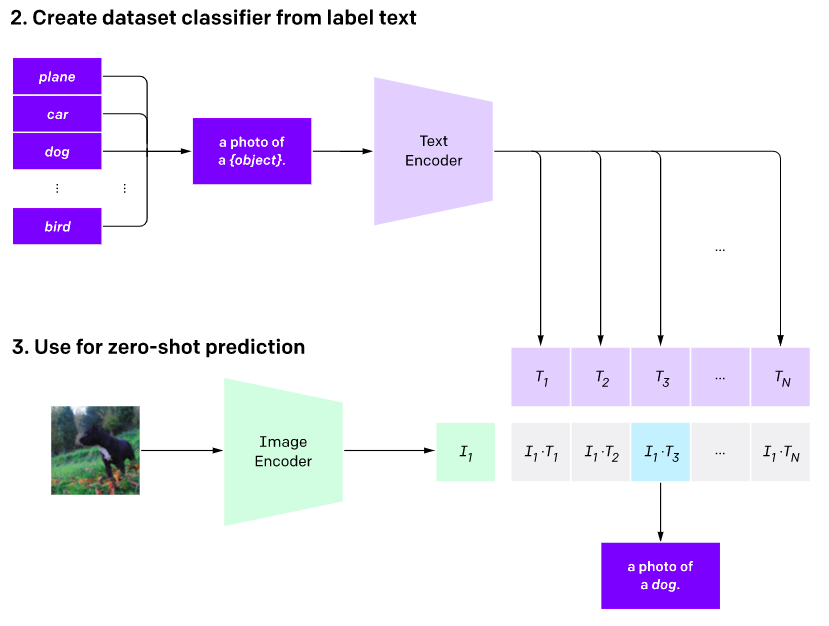 2. Create dataset classifier from label text
plane
car
dog
⋮
⋮
bird
a photo of
a {object}.
Text
Encoder
...
3. Use for zero-shot prediction
T1
T2
T3
...
TN
Image
Encoder
I1
I1·T1
I1·T2
I1·T3
...
I1·TN
a photo of
a dog.